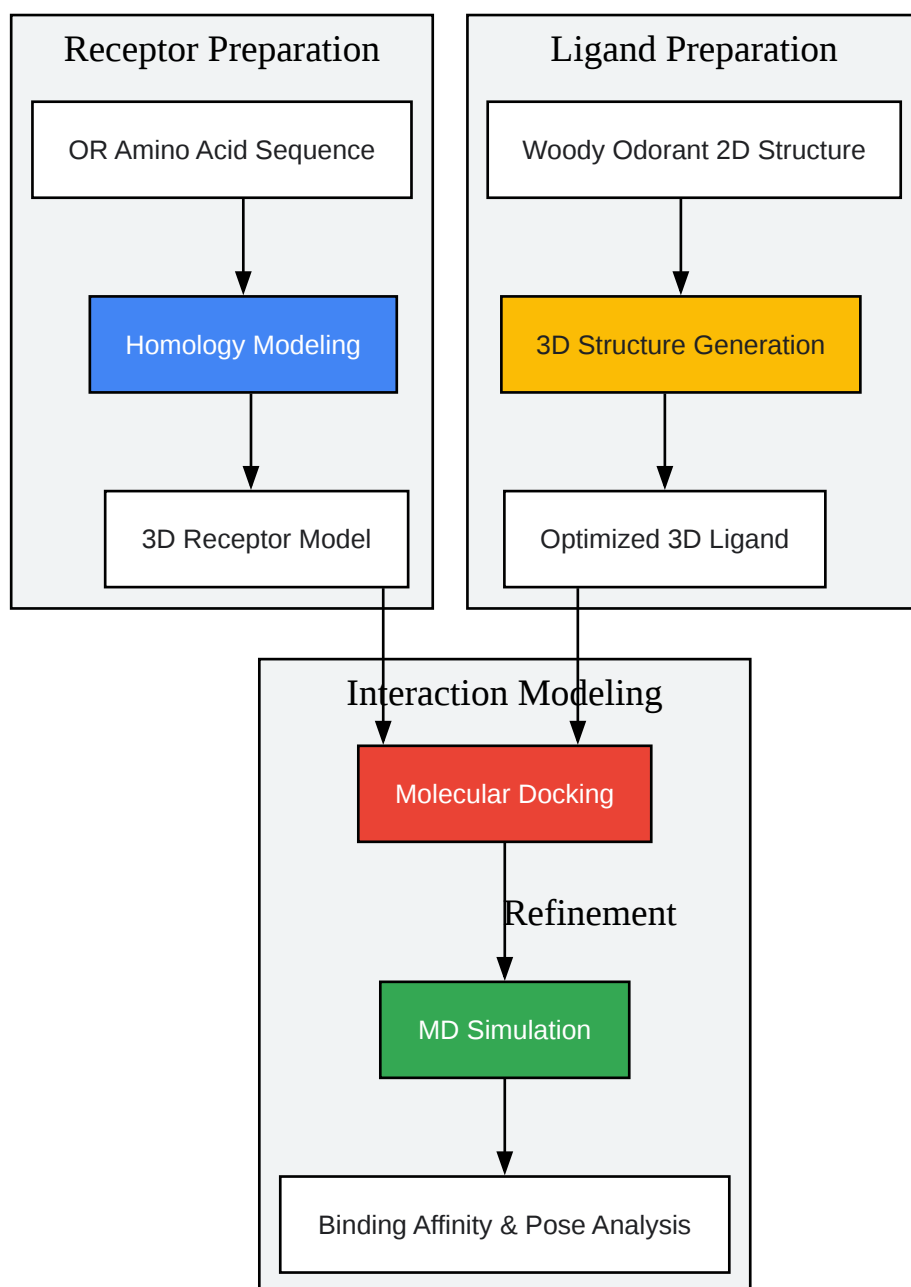 Receptor Preparation
OR Amino Acid Sequence
Homology Modeling
3D Receptor Model
Ligand Preparation
Woody Odorant 2D Structure
3D Structure Generation
Optimized 3D Ligand
Interaction Modeling
Molecular Docking
Refinement
MD Simulation
Binding Affinity & Pose Analysis